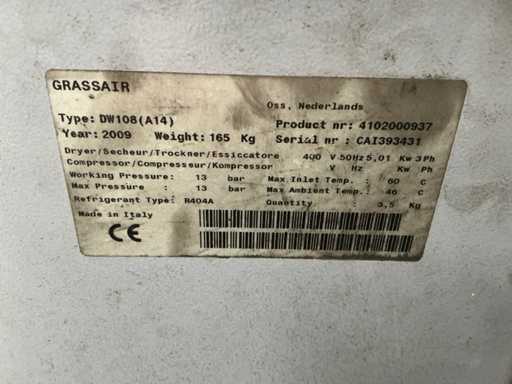 GRASSAIR
Oss, Nederlands
Type: DW108(A14) Product nr: 4102000937
Year: 2009 Weight: 165 Kg Serial nr : CAI393431
Dryer/Secheur/Trockner/Essiccatore 400 V 50Hz 5,01 Kw 3Ph
Compressor/Compresseur/Kompressor V Hz Kw Ph
Working Pressure: 13 bar Max Inlet Temp. : 60 C
Max Pressure : 13 bar Max Ambient Temp. : 46 C
Refrigerant Type: R404A Quantity 3,5 Kg
Made in Italy
CE